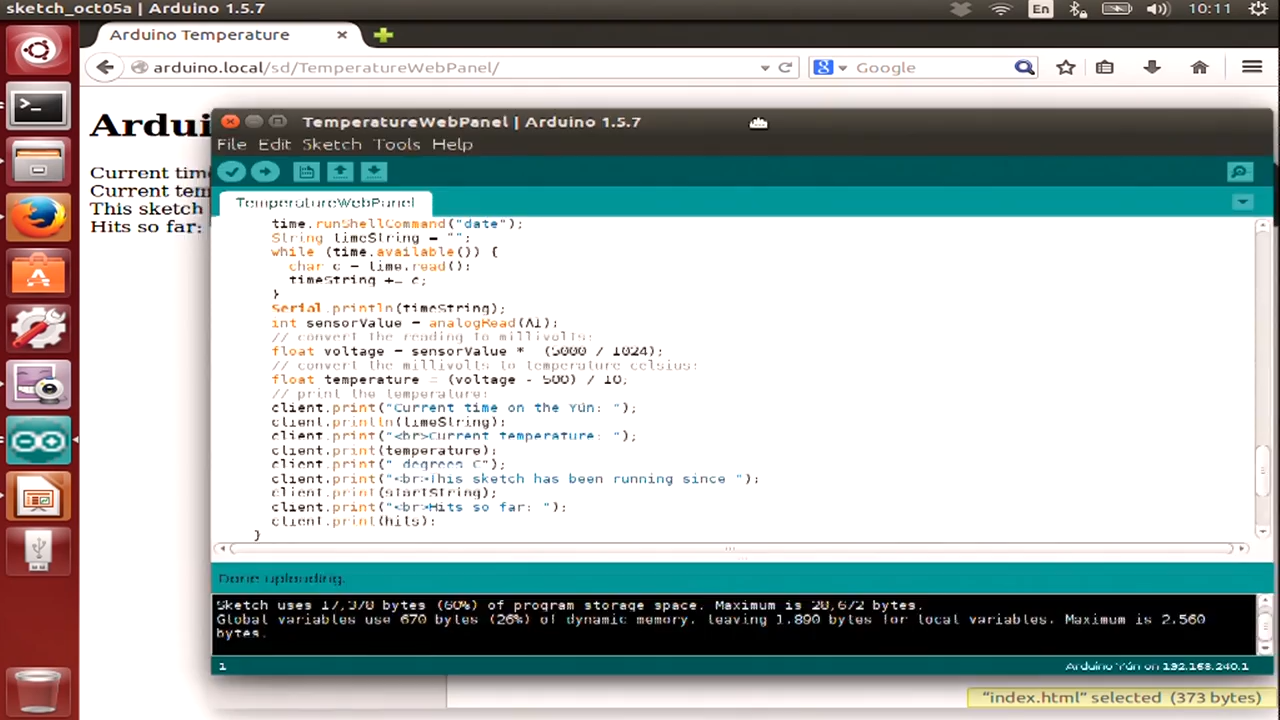 sketch_oct05a | Arduino 1.5.7
En
10:11
Arduino Temperature
arduino.local/sd/TemperatureWebPanel/
Google
Ardui
Current tim
Current tem
This sketch
Hits so far:
TemperatureWebPanel | Arduino 1.5.7
File Edit Sketch Tools Help
TemperatureWebPanel
time.runShellCommand("date");
String timeString = "";
while (time.available()) {
char c = time.read();
timeString += c;
}
Serial.println(timeString);
int sensorValue = analogRead(A1);
// convert the reading to millivolts:
float voltage = sensorValue * (5000 / 1024);
// convert the millivolts to temperature celsius:
float temperature = (voltage - 500) / 10;
// print the temperature:
client.print("Current time on the Yún: ");
client.println(timeString);
client.print("<br>Current temperature: ");
client.print(temperature);
client.print(" degrees C");
client.print("<br>This sketch has been running since ");
client.print(startString);
client.print("<br>Hits so far: ");
client.print(hits);
}
Done uploading.
Sketch uses 17,378 bytes (60%) of program storage space. Maximum is 28,672 bytes.
Global variables use 670 bytes (26%) of dynamic memory, leaving 1,890 bytes for local variables. Maximum is 2,560
bytes.
1
Arduino Yún on 192.168.240.1
"index.html" selected (373 bytes)